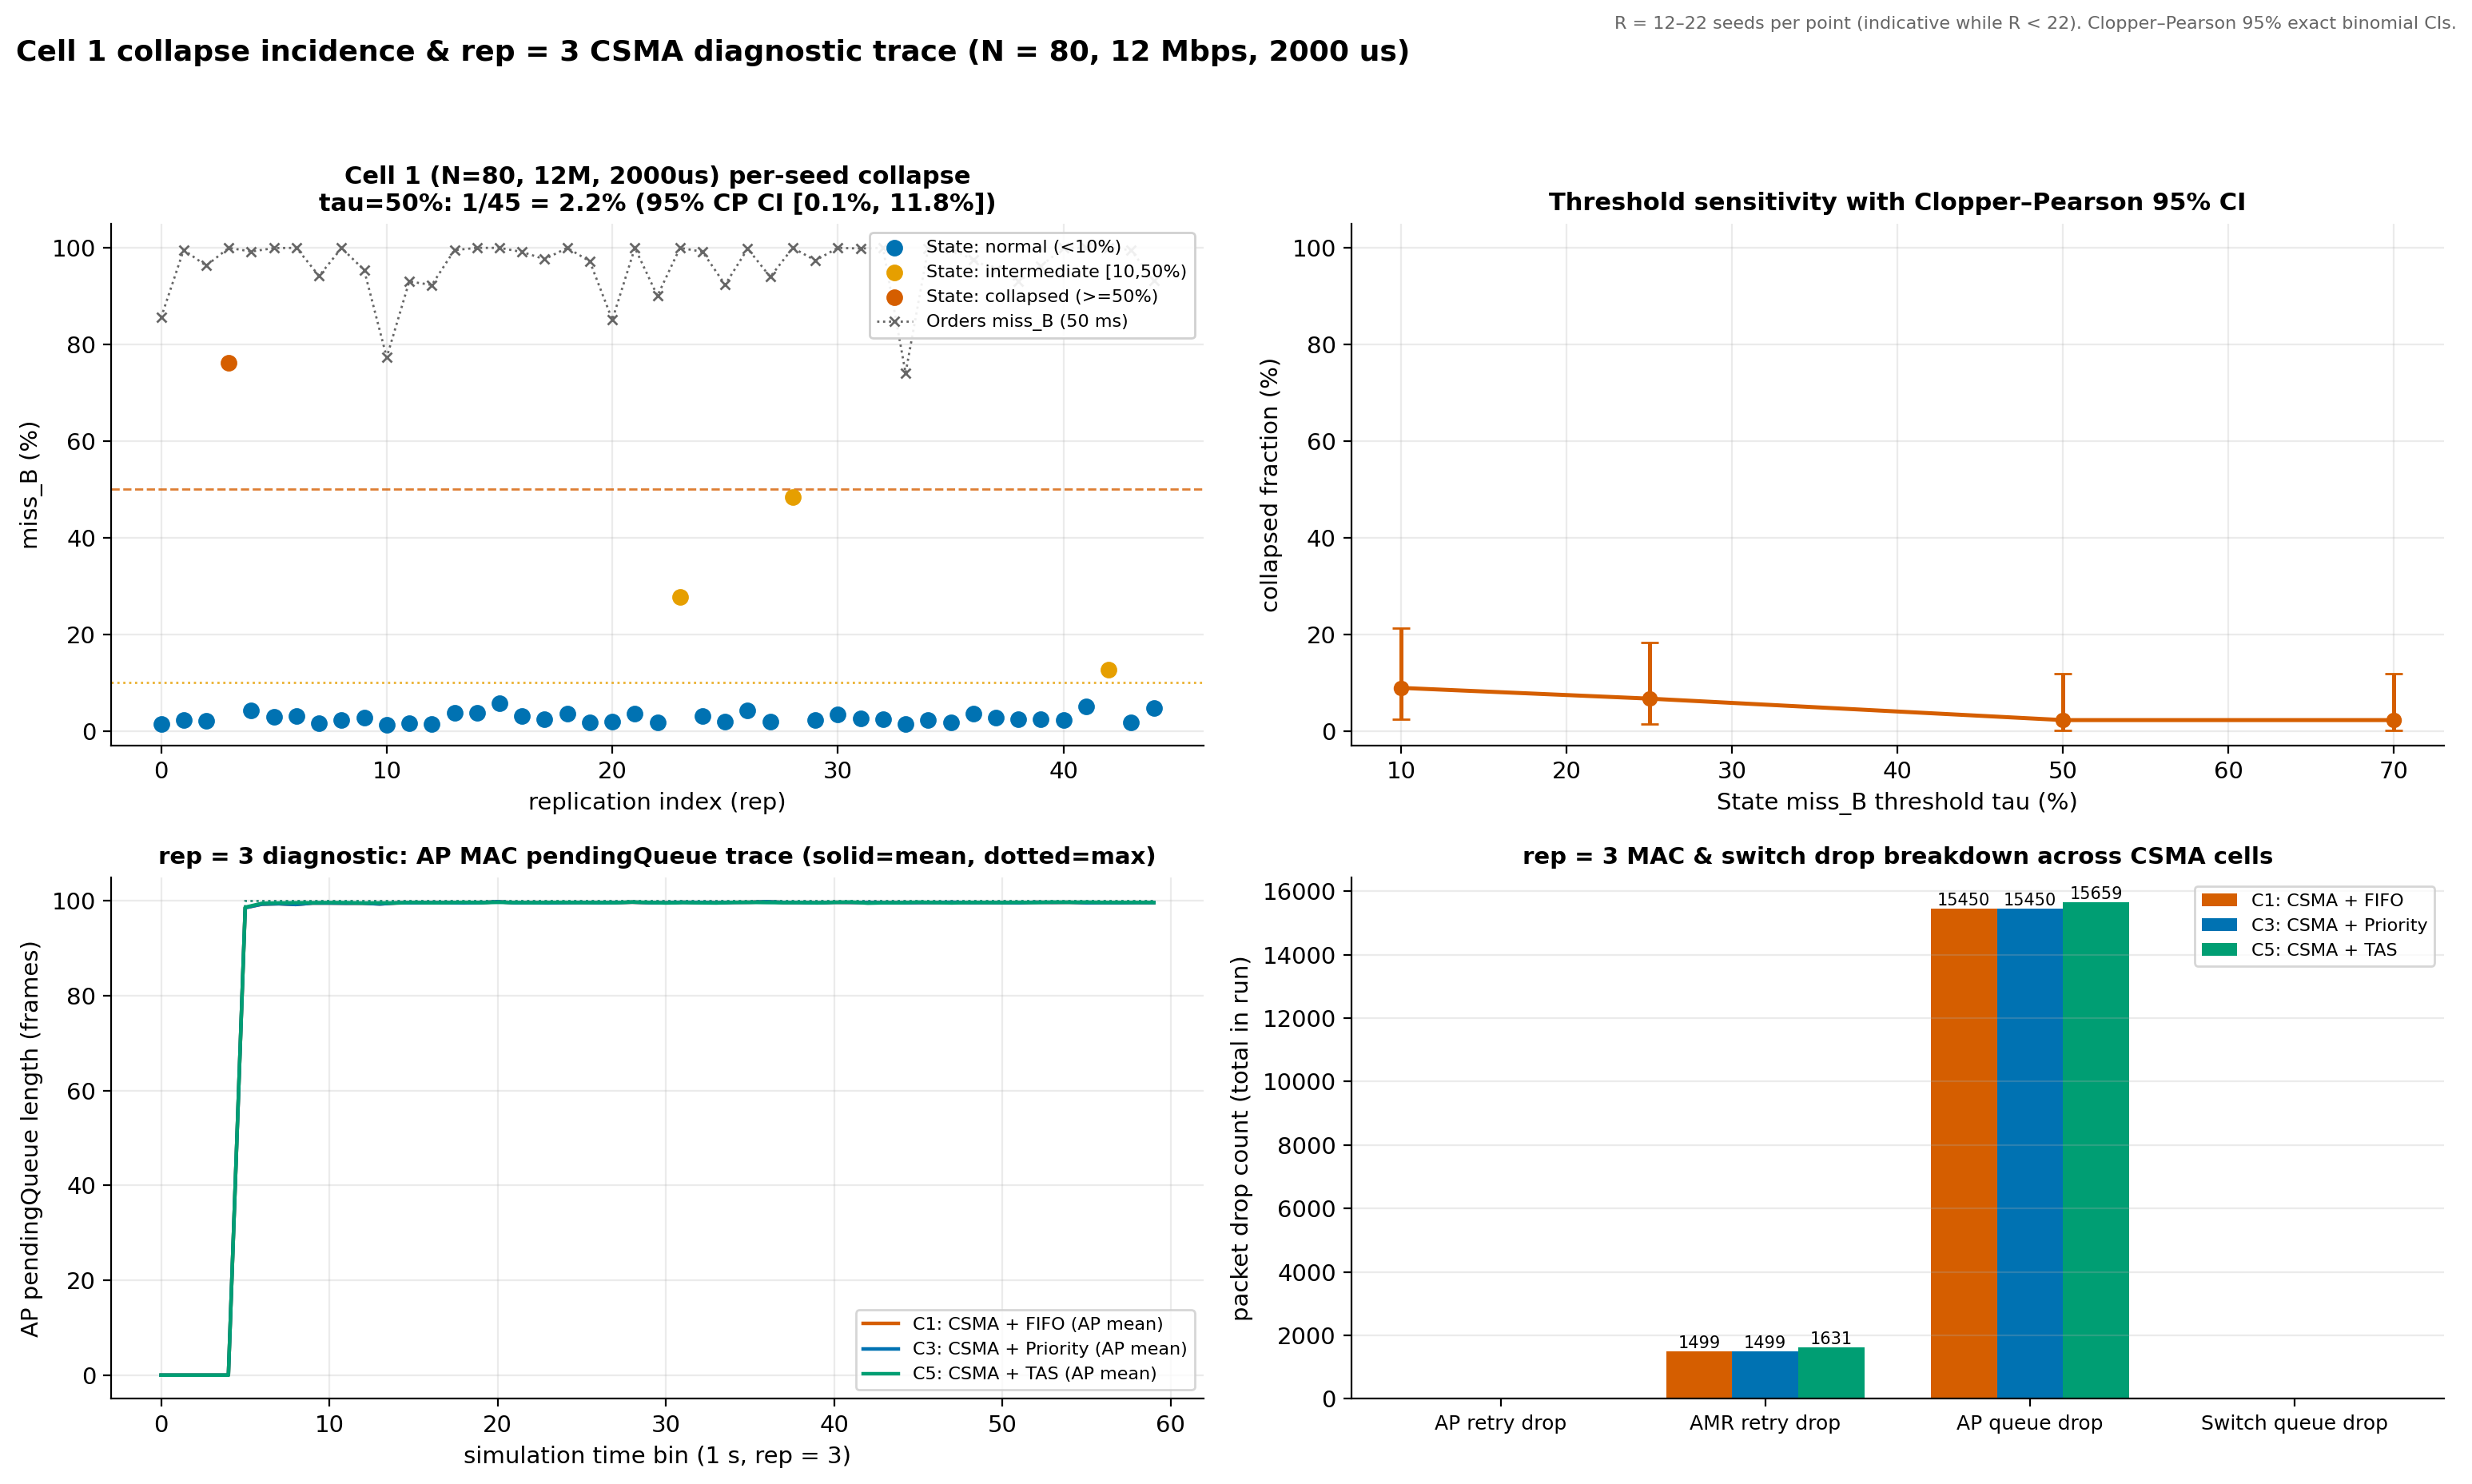 R = 12–22 seeds per point (indicative while R < 22). Clopper–Pearson 95% exact binomial CIs.
Cell 1 collapse incidence & rep = 3 CSMA diagnostic trace (N = 80, 12 Mbps, 2000 us)
Cell 1 (N=80, 12M, 2000us) per-seed collapse
tau=50%: 1/45 = 2.2% (95% CP CI [0.1%, 11.8%])
State: normal (<10%)
State: intermediate [10,50%)
State: collapsed (>=50%)
Orders miss_B (50 ms)
miss_B (%)
100
80
60
40
20
0
0 10 20 30 40
replication index (rep)
Threshold sensitivity with Clopper–Pearson 95% CI
collapsed fraction (%)
100
80
60
40
20
0
10 20 30 40 50 60 70
State miss_B threshold tau (%)
rep = 3 diagnostic: AP MAC pendingQueue trace (solid=mean, dotted=max)
AP pendingQueue length (frames)
100
80
60
40
20
0
C1: CSMA + FIFO (AP mean)
C3: CSMA + Priority (AP mean)
C5: CSMA + TAS (AP mean)
0 10 20 30 40 50 60
simulation time bin (1 s, rep = 3)
rep = 3 MAC & switch drop breakdown across CSMA cells
packet drop count (total in run)
16000
14000
12000
10000
8000
6000
4000
2000
0
1499 1499 1631
15450 15450 15659
C1: CSMA + FIFO
C3: CSMA + Priority
C5: CSMA + TAS
AP retry drop AMR retry drop AP queue drop Switch queue drop